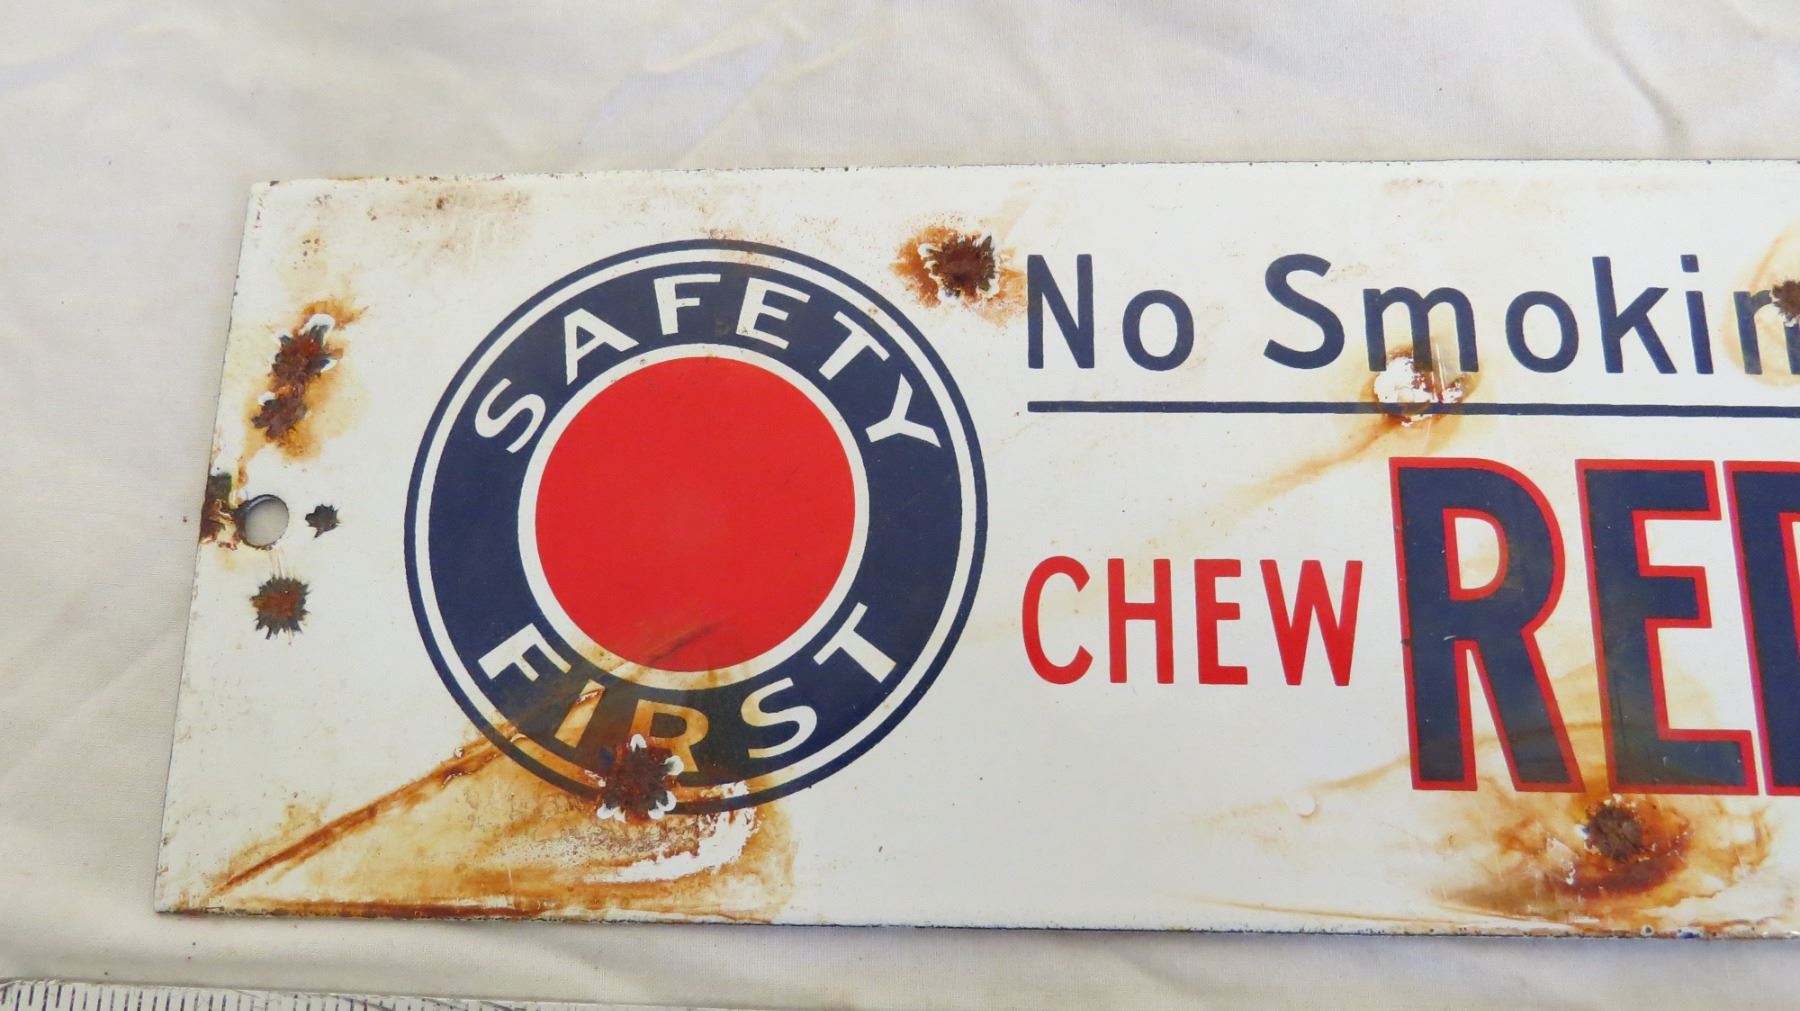 SAFETY FIRST
No Smokin
CHEW RED